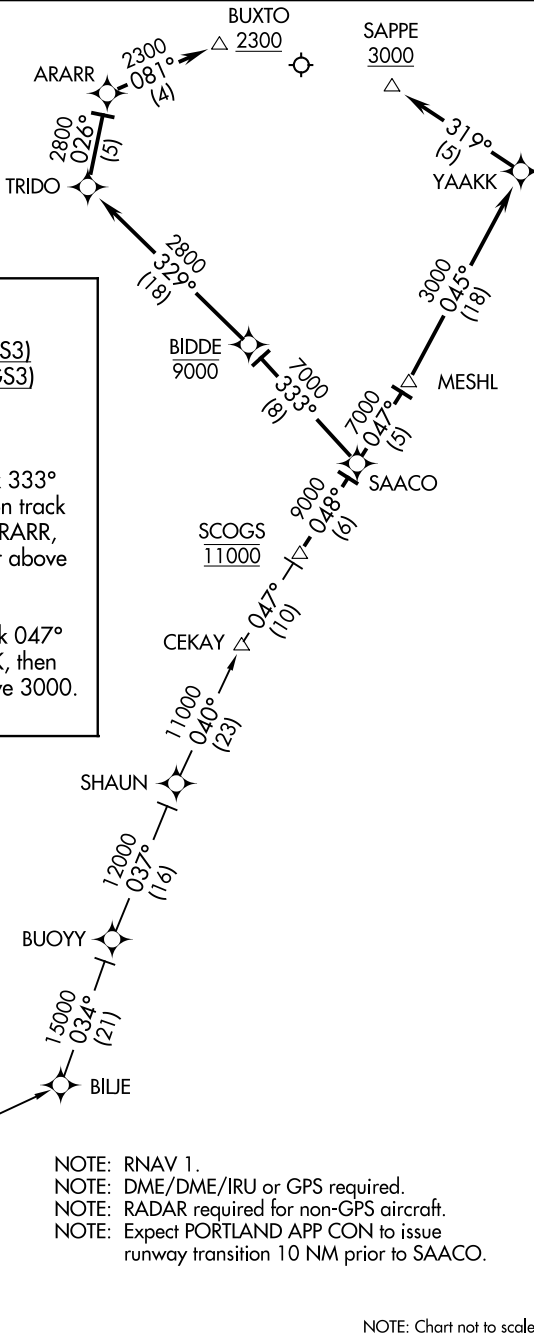 BUXTO
2300
SAPPE
3000
ARARR
2300
081°
(4)
319°
(5)
YAAKK
2800
026°
(5)
TRIDO
2800
329°
(18)
3000
045°
(18)
BIDDE
9000
7000
333°
(8)
MESHL
7000
047°
(5)
SAACO
S3)
GS3)
333°
on track
RARR,
r above
k 047°
K, then
ve 3000.
9000
048°
(6)
SCOGS
11000
047°
(10)
CEKAY
11000
040°
(23)
SHAUN
12000
037°
(16)
BUOYY
15000
034°
(21)
BILJE
NOTE: RNAV 1.
NOTE: DME/DME/IRU or GPS required.
NOTE: RADAR required for non-GPS aircraft.
NOTE: Expect PORTLAND APP CON to issue
runway transition 10 NM prior to SAACO.
NOTE: Chart not to scale